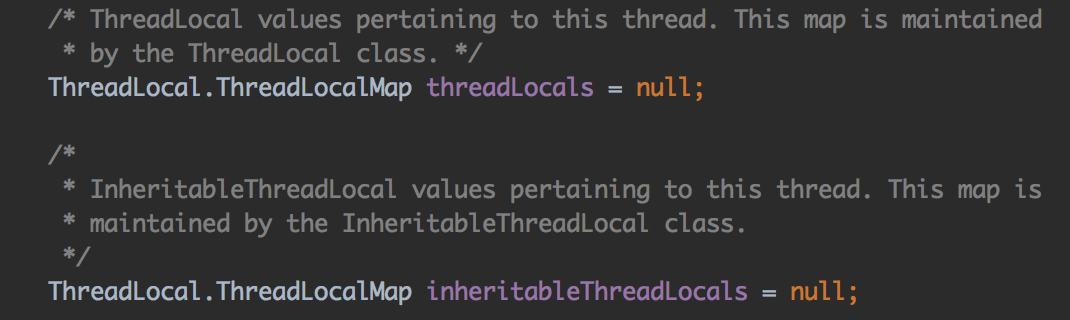 /* ThreadLocal values pertaining to this thread. This map is maintained
 * by the ThreadLocal class. */
ThreadLocal.ThreadLocalMap threadLocals = null;
/*
 * InheritableThreadLocal values pertaining to this thread. This map is
 * maintained by the InheritableThreadLocal class.
 */
ThreadLocal.ThreadLocalMap inheritableThreadLocals = null;